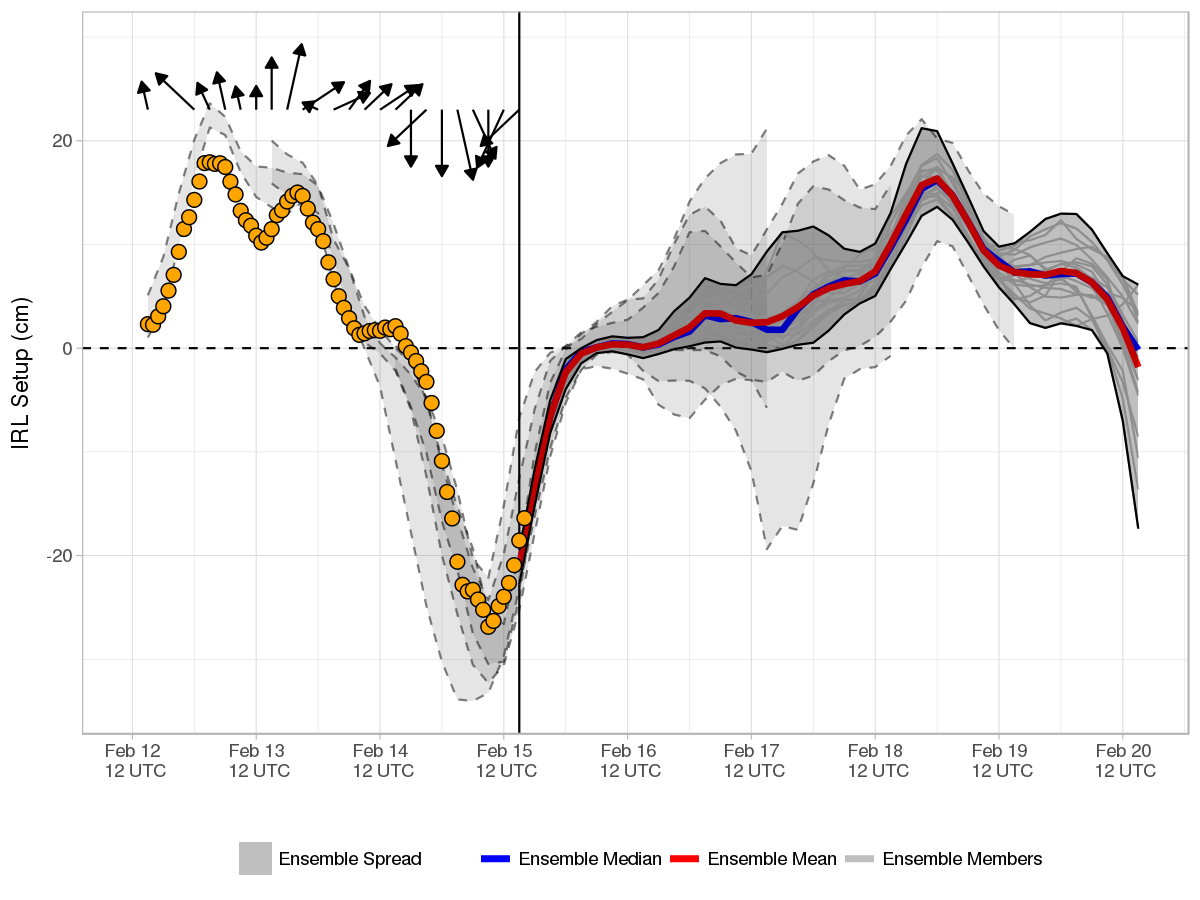 IRL Setup (cm)
20
0
-20
Feb 12 Feb 13 Feb 14 Feb 15 Feb 16 Feb 17 Feb 18 Feb 19 Feb 20
12 UTC 12 UTC 12 UTC 12 UTC 12 UTC 12 UTC 12 UTC 12 UTC 12 UTC
Ensemble Spread Ensemble Median Ensemble Mean Ensemble Members